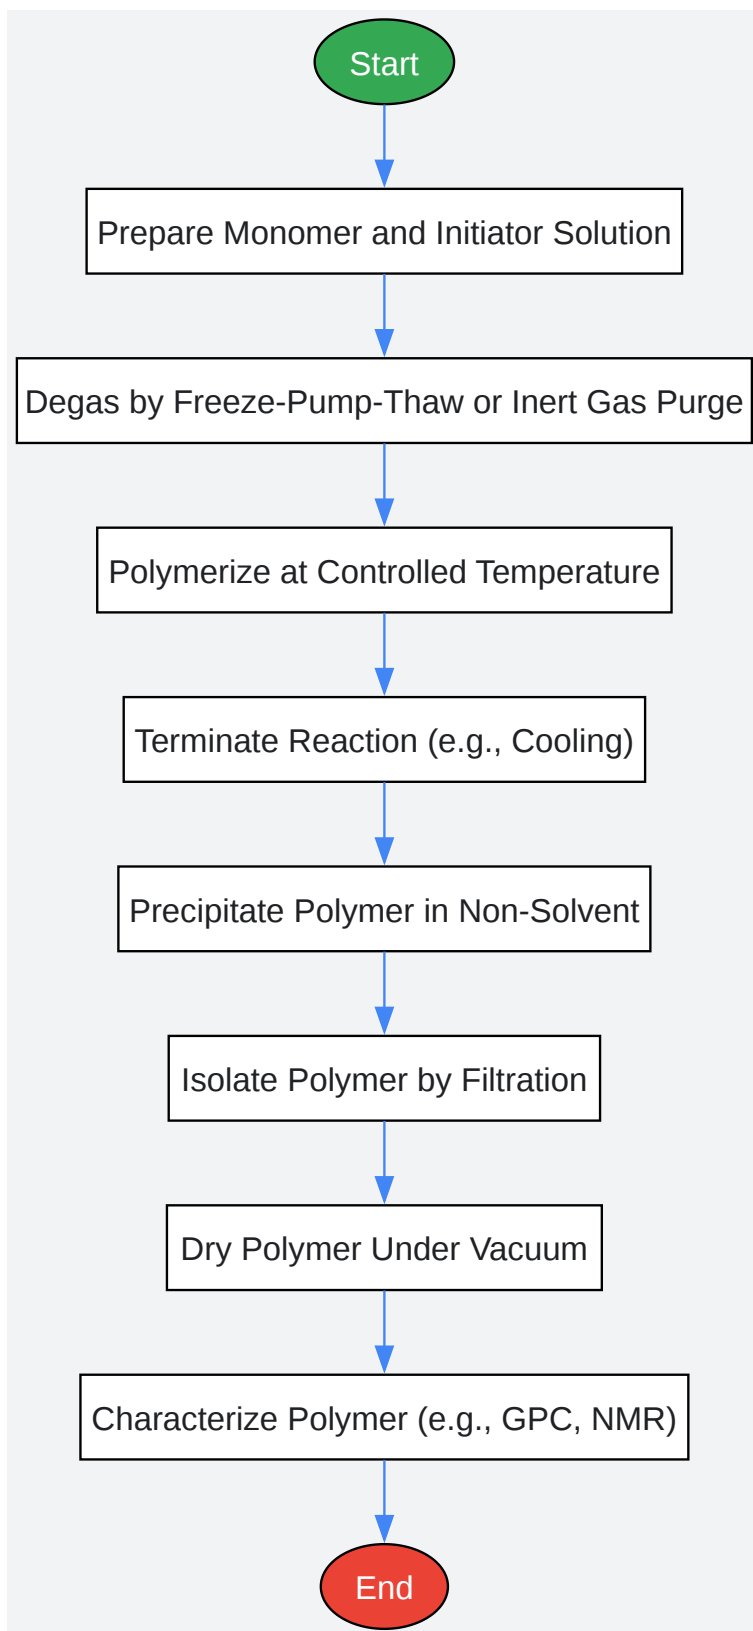 Start
Prepare Monomer and Initiator Solution
Degas by Freeze-Pump-Thaw or Inert Gas Purge
Polymerize at Controlled Temperature
Terminate Reaction (e.g., Cooling)
Precipitate Polymer in Non-Solvent
Isolate Polymer by Filtration
Dry Polymer Under Vacuum
Characterize Polymer (e.g., GPC, NMR)
End